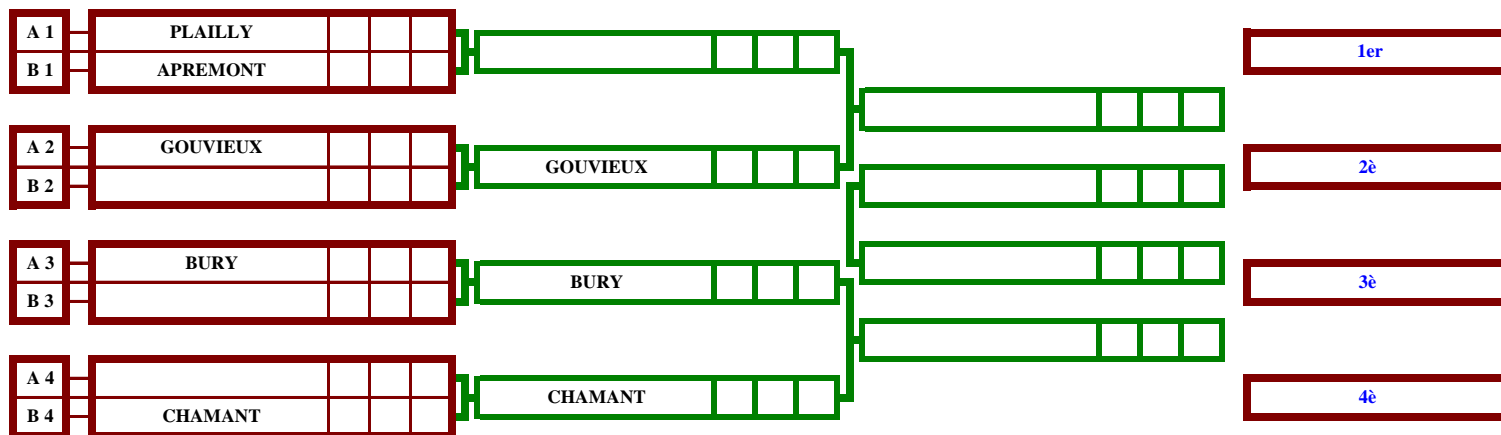 A 1 PLAILLY
1er
B 1 APREMONT
A 2 GOUVIEUX
GOUVIEUX
2è
B 2
A 3 BURY
BURY
3è
B 3
A 4
CHAMANT
4è
B 4 CHAMANT